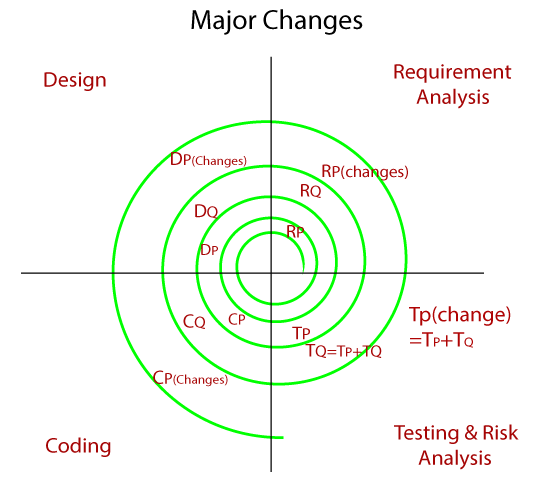 Major Changes
Design
Requirement
Analysis
DP(Changes)
RP(changes)
RQ
DQ
RP
DP
CQ
CP
TP
Tp(change)
=TP+TQ
TQ=TP+TQ
CP(Changes)
Coding
Testing & Risk
Analysis